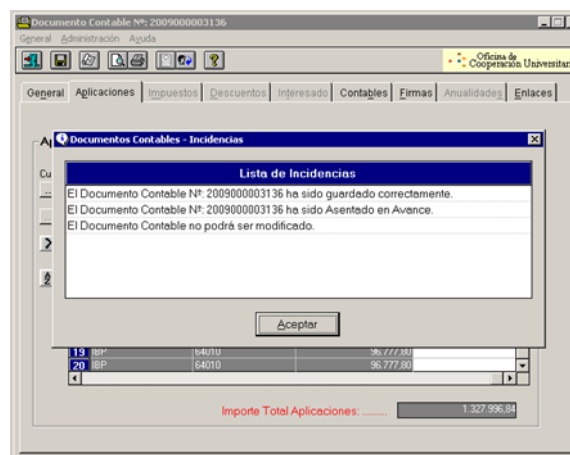 Documento Contable Nº: 2009000003136
General Administración Ayuda
Oficina de
Cooperación Universitari
General Aplicaciones Impuestos Descuentos Interesado Contables Firmas Anualidades Enlaces
Documentos Contables - Incidencias
Lista de Incidencias
El Documento Contable Nº: 2009000003136 ha sido guardado correctamente.
El Documento Contable Nº: 2009000003136 ha sido Asentado en Avance.
El Documento Contable no podrá ser modificado.
Aceptar
19 IBP 64010 96.777,80
20 IBP 64010 96.777,80
Importe Total Aplicaciones: ......... 1.327.996,84